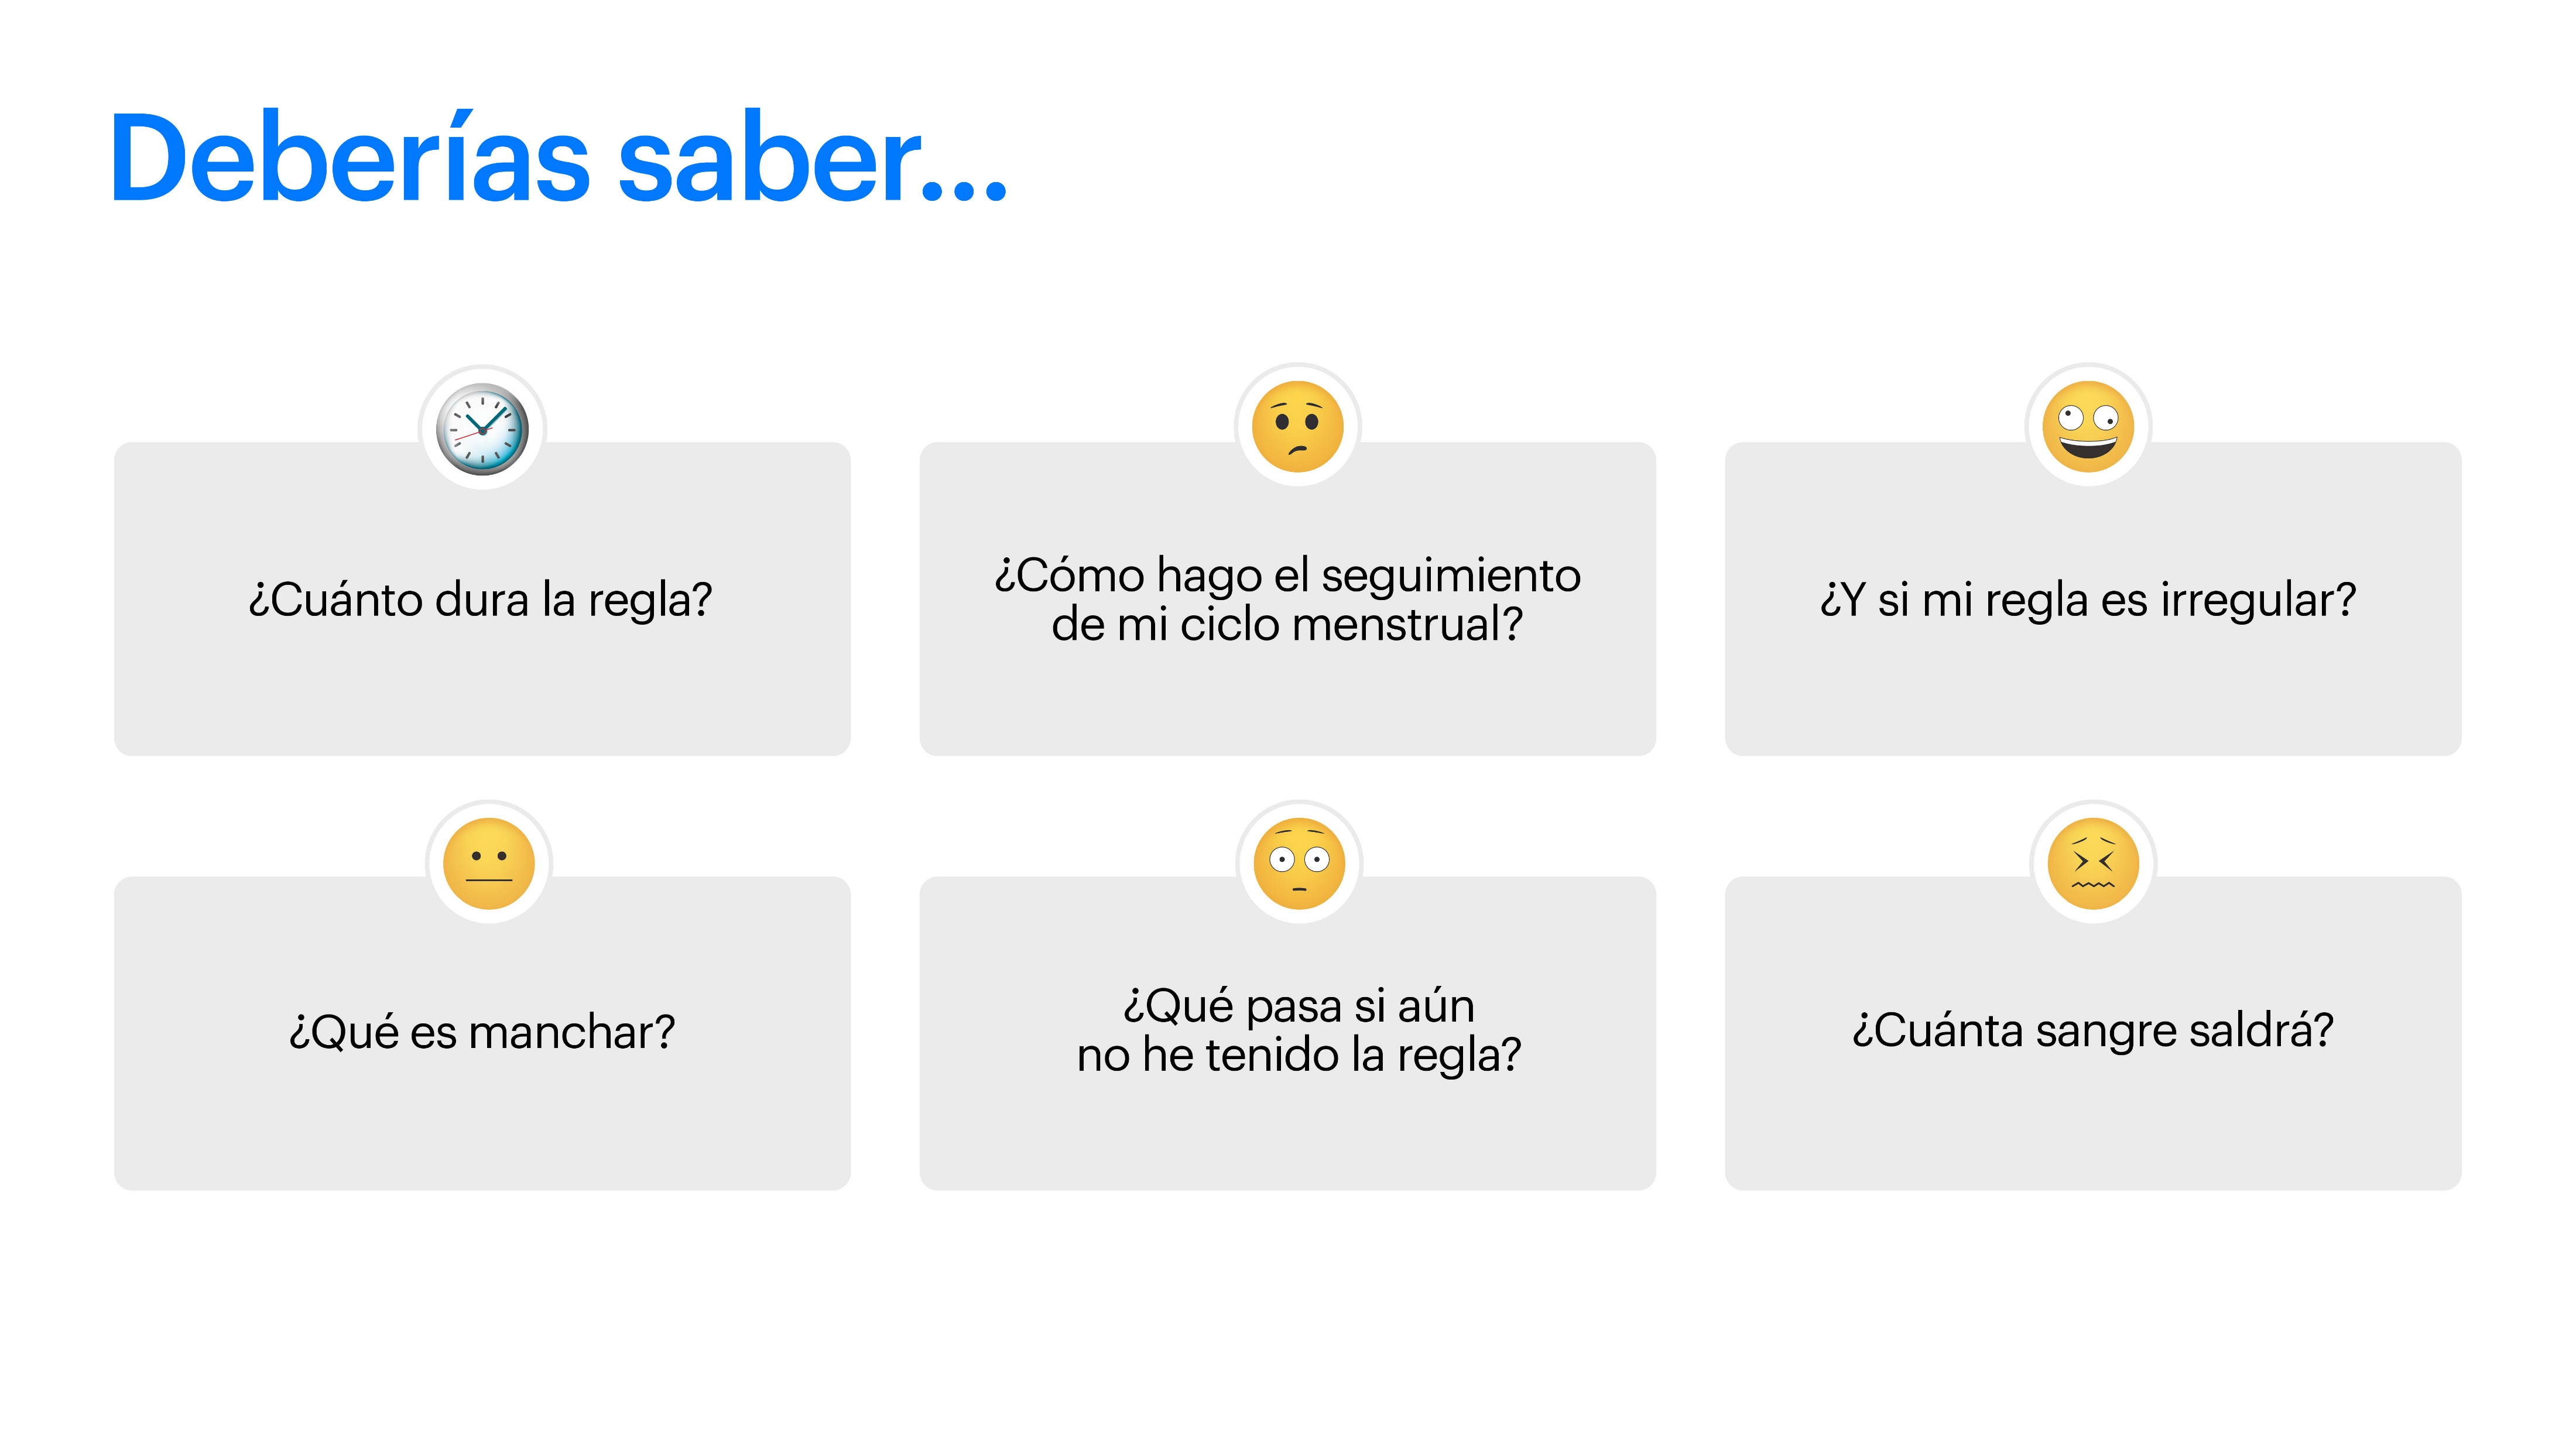 Deberías saber...
¿Cuánto dura la regla?
¿Cómo hago el seguimiento
de mi ciclo menstrual?
¿Y si mi regla es irregular?
¿Qué es manchar?
¿Qué pasa si aún
no he tenido la regla?
¿Cuánta sangre saldrá?